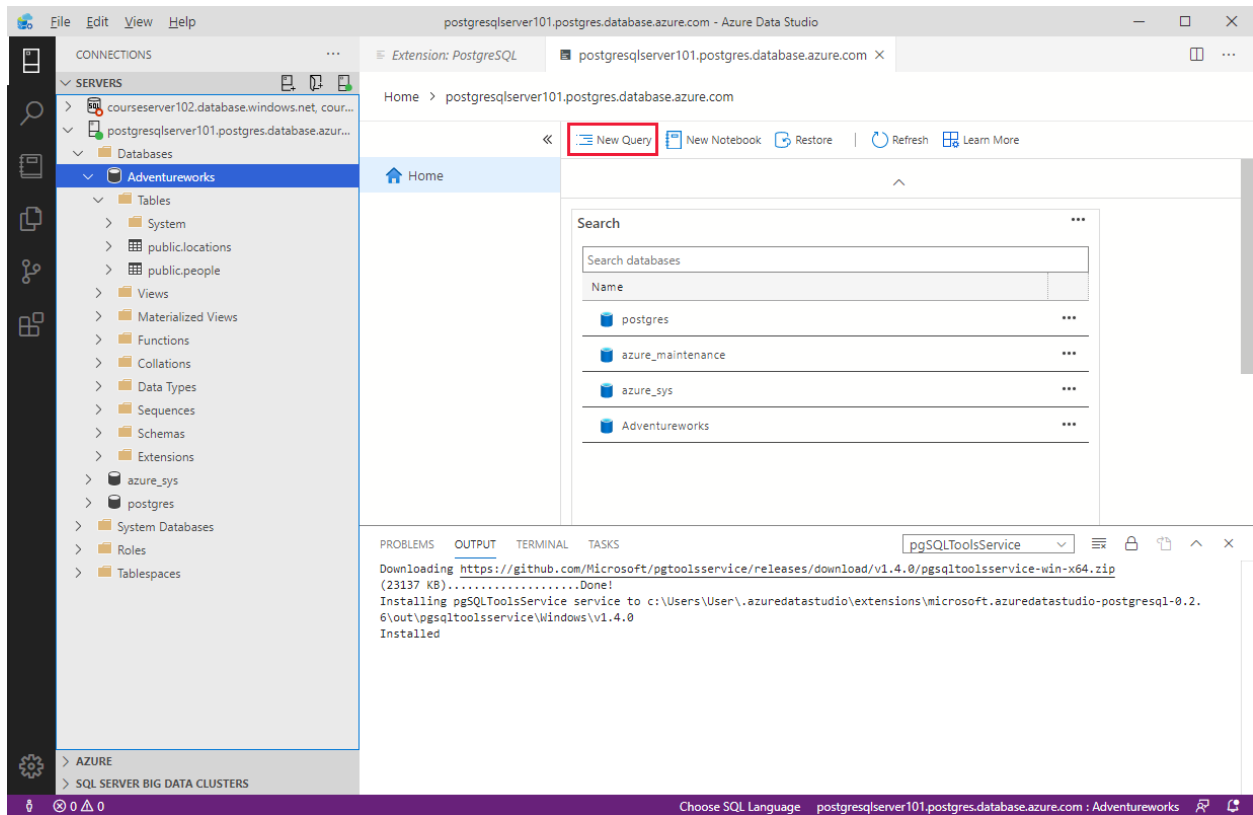 File Edit View Help
postgresqlserver101.postgres.database.azure.com - Azure Data Studio
CONNECTIONS
SERVERS
courseserver102.database.windows.net, cour...
postgresqlserver101.postgres.database.azur...
Databases
Adventureworks
Tables
System
public.locations
public.people
Views
Materialized Views
Functions
Collations
Data Types
Sequences
Schemas
Extensions
azure_sys
postgres
System Databases
Roles
Tablespaces
AZURE
SQL SERVER BIG DATA CLUSTERS
Extension: PostgreSQL
postgresqlserver101.postgres.database.azure.com
Home > postgresqlserver101.postgres.database.azure.com
New Query New Notebook Restore | Refresh Learn More
Home
Search
Search databases
Name
postgres
azure_maintenance
azure_sys
Adventureworks
PROBLEMS OUTPUT TERMINAL TASKS
pgSQLToolsService
Downloading https://github.com/Microsoft/pgtoolsservice/releases/download/v1.4.0/pgsqltoolsservice-win-x64.zip
(23137 KB)....................Done!
Installing pgSQLToolsService service to c:\Users\User\.azuredatastudio\extensions\microsoft.azuredatastudio-postgresql-0.2.
6\out\pgsqltoolsservice\Windows\v1.4.0
Installed
0 0
Choose SQL Language postgresqlserver101.postgres.database.azure.com : Adventureworks